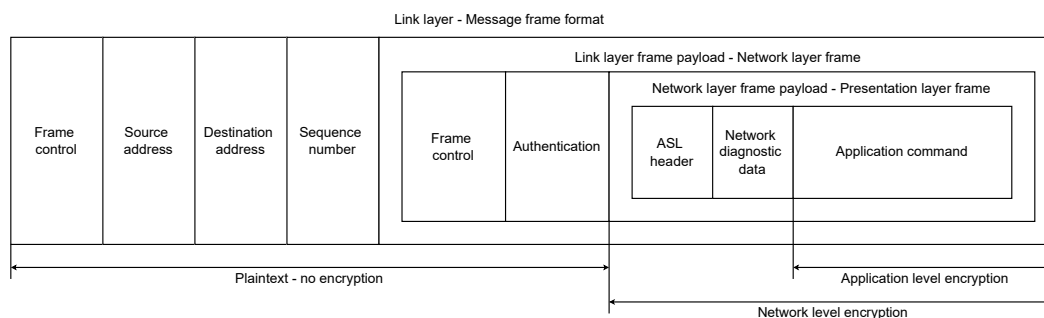 Link layer - Message frame format
Link layer frame payload - Network layer frame
Network layer frame payload - Presentation layer frame
Frame
control
Source
address
Destination
address
Sequence
number
Frame
control
Authentication
ASL
header
Network
diagnostic
data
Application command
Plaintext - no encryption
Application level encryption
Network level encryption